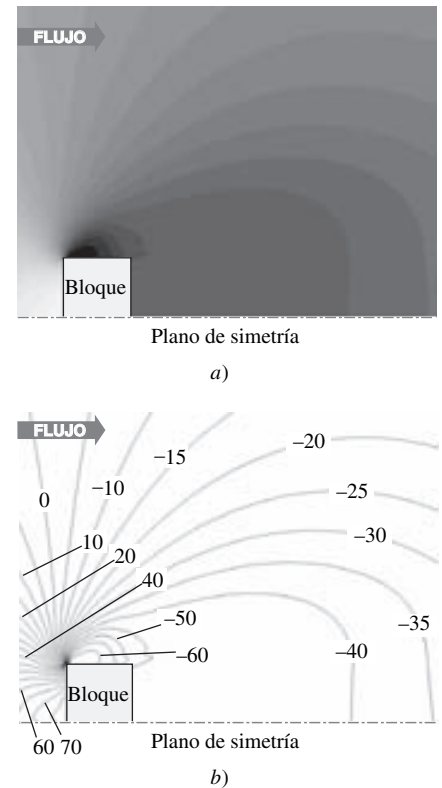 FLUJO
Bloque
Plano de simetría
a)
FLUJO
–20
–15
–10
–25
0
–30
10
20
40
–50
–35
–60
–40
Bloque
60 70
Plano de simetría
b)